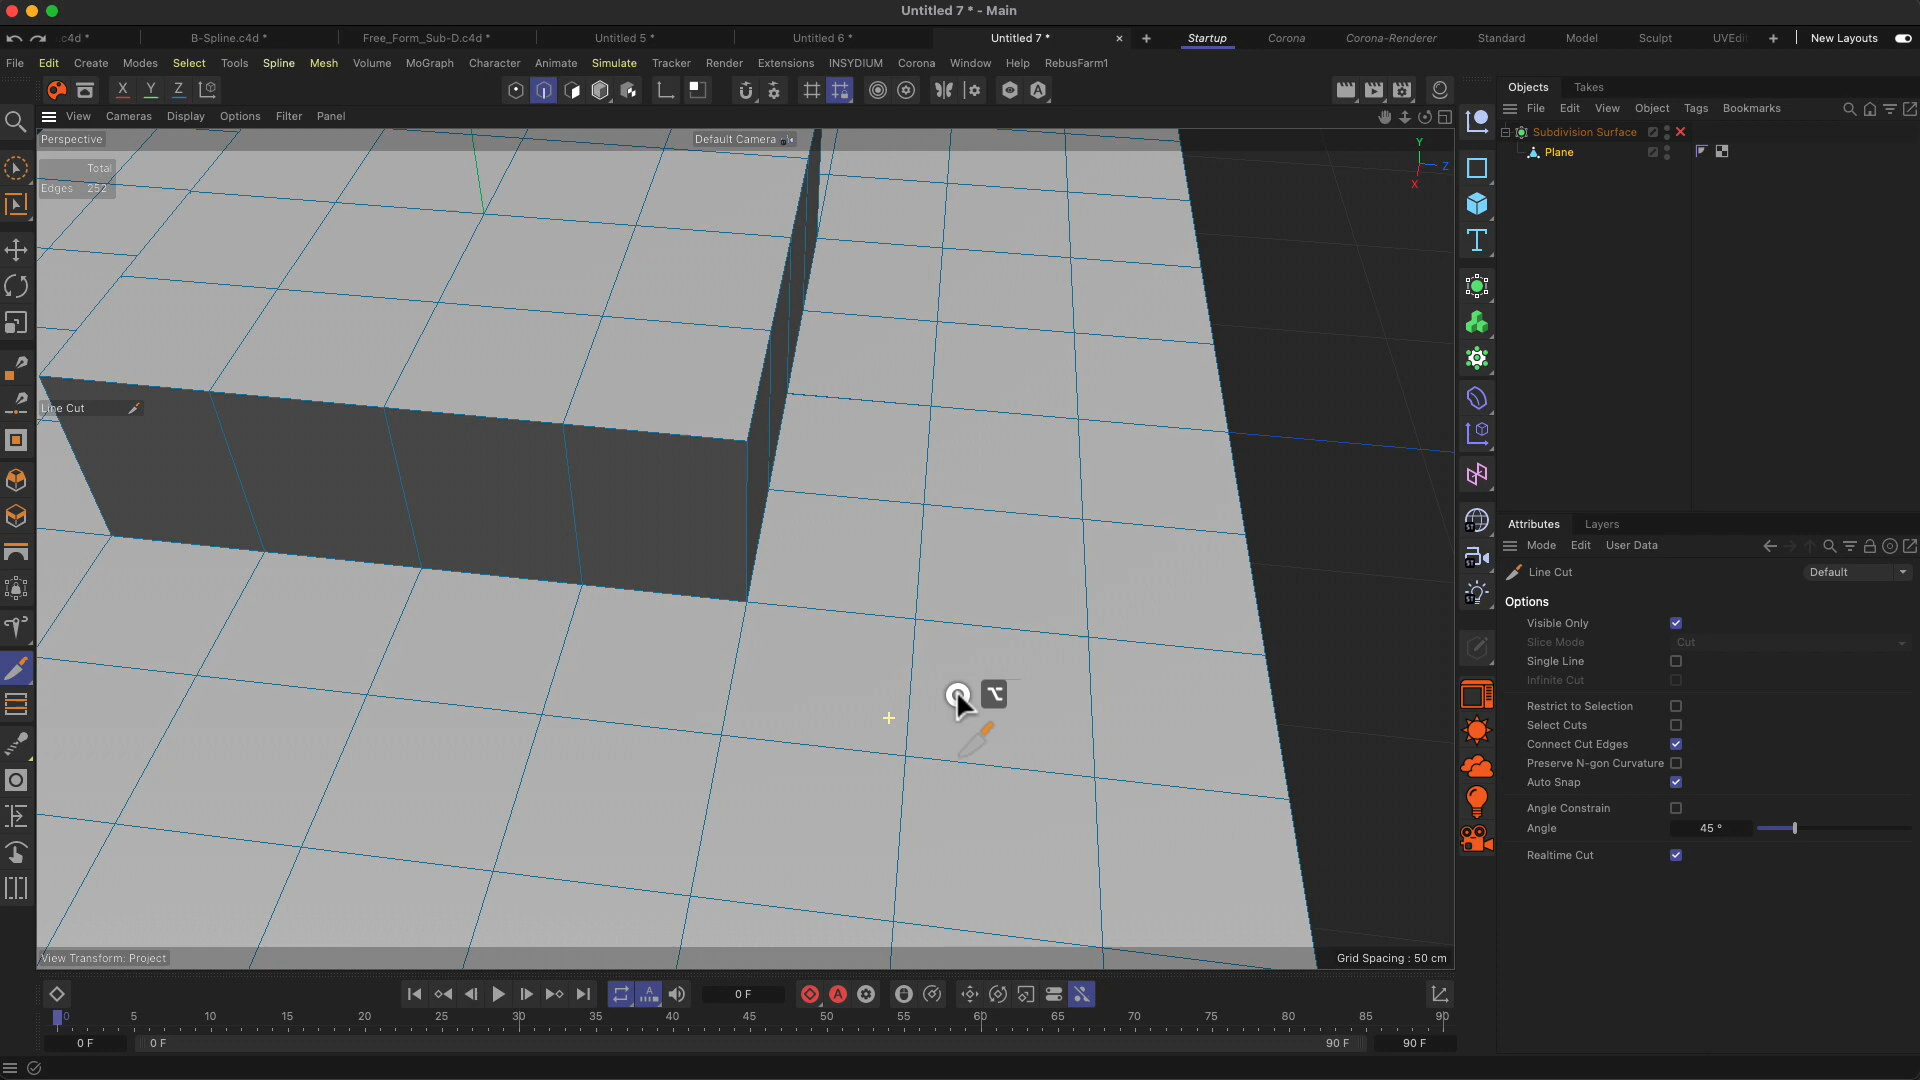 Untitled 7 * - Main
.c4d *
B-Spline.c4d *
Free_Form_Sub-D.c4d *
Untitled 5 *
Untitled 6 *
Untitled 7 *
Startup
Corona
Corona-Renderer
Standard
Model
Sculpt
UVEdi
New Layouts
File Edit Create Modes Select Tools Spline Mesh Volume MoGraph Character Animate Simulate Tracker Render Extensions INSYDIUM Corona Window Help RebusFarm1
X Y Z
View Cameras Display Options Filter Panel
Perspective
Default Camera
Total
Edges 252
Line Cut
Y
Z
X
View Transform: Project
Grid Spacing : 50 cm
Objects Takes
File Edit View Object Tags Bookmarks
Subdivision Surface
Plane
Attributes Layers
Mode Edit User Data
Line Cut
Default
Options
Visible Only
Slice Mode Cut
Single Line
Infinite Cut
Restrict to Selection
Select Cuts
Connect Cut Edges
Preserve N-gon Curvature
Auto Snap
Angle Constrain
Angle 45 °
Realtime Cut
0 F
0 5 10 15 20 25 30 35 40 45 50 55 60 65 70 75 80 85 90
0 F 0 F 90 F 90 F